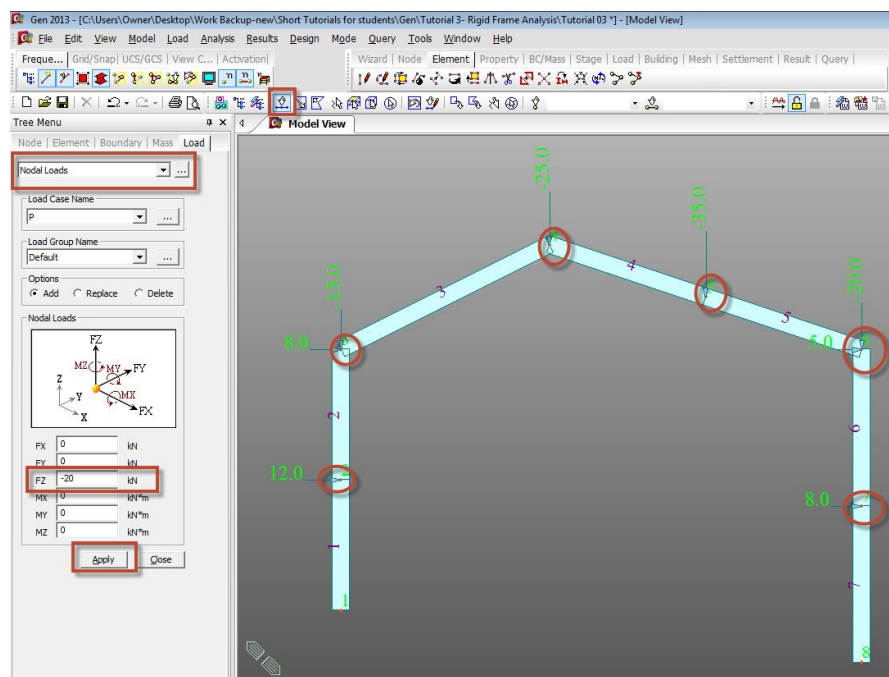 Gen 2013 - [C:\Users\Owner\Desktop\Work Backup-new\Short Tutorials for students\Gen\Tutorial 3- Rigid Frame Analysis\Tutorial 03 *] - [Model View]
File Edit View Model Load Analysis Results Design Mode Query Tools Window Help
Freque... Grid/Snap UCS/GCS View C... Activation
Wizard Node Element Property BC/Mass Stage Load Building Mesh Settlement Result Query
Tree Menu
Model View
Node Element Boundary Mass Load
Nodal Loads
...
Load Case Name
P
...
Load Group Name
Default
...
Options
Add Replace Delete
Nodal Loads
FZ
MZ MY FY
MX
FX
Z
Y
X
FX 0 kN
FY 0 kN
FZ -20 kN
MX 0 kN*m
MY 0 kN*m
MZ 0 kN*m
Apply Close
-25.0
-35.0
-15.0
-20.0
3
4
5
8.0
5.0
2
6
12.0
2
8.0
1
7
1
8